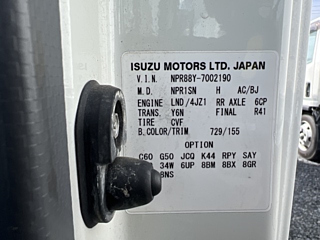 ISUZU MOTORS LTD. JAPAN
V.I.N. NPR88Y-7002190
M.D. NPR1SN H AC/BJ
ENGINE LND/4JZ1 RR AXLE 6CP
TRANS. Y6N FINAL R41
TIRE CVF
B.COLOR/TRIM 729/155
OPTION
C60 G50 JCQ K44 RPY SAY
34W 6UP 8BM 8BX 8GR
8NS